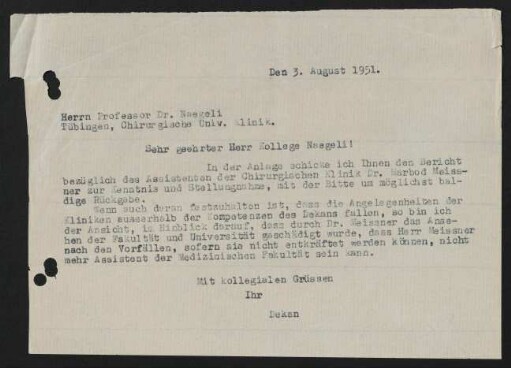 Den 3. August 1951.
Herrn Professor Dr. Naegeli
Tübingen, Chirurgische Univ. Klinik.
Sehr geehrter Herr Kollege Naegeli!
In der Anlage schicke ich Ihnen den Bericht
bezüglich des Assistenten der Chirurgischen Klinik Dr. Marbod Meiss-
ner zur Kenntnis und Stellungnahme, mit der Bitte um möglichst bal-
dige Rückgabe.
Wenn auch daran festzuhalten ist, dass die Angelegenheiten der
Kliniken ausserhalb der Kompetenzen des Dekans fallen, so bin ich
der Ansicht, im Hinblick darauf, dass durch Dr. Meissner das Anse-
hen der Fakultät und Universität geschädigt wurde, dass Herr Meissner
nach den Vorfällen, sofern sie nicht entkräftet werden können, nicht
mehr Assistent der Medizinischen Fakultät sein kann.
Mit kollegialen Grüssen
Ihr
Dekan